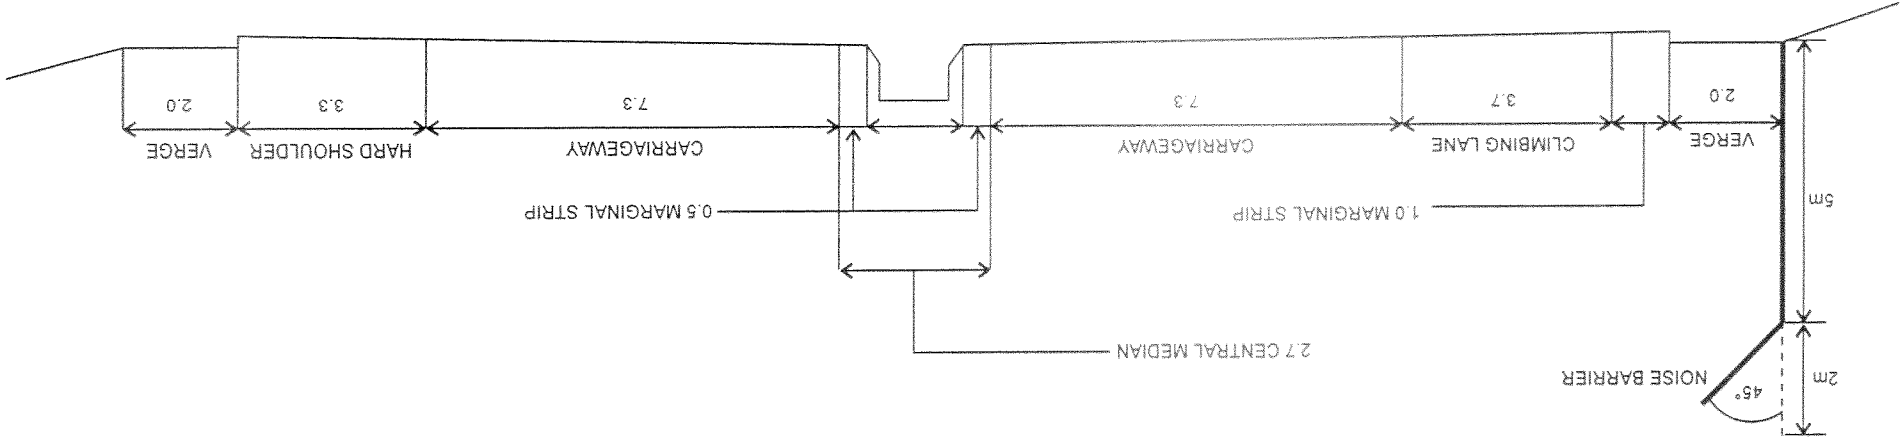 2m
45°
NOISE BARRIER
2.7 CENTRAL MEDIAN
5m
1.0 MARGINAL STRIP
0.5 MARGINAL STRIP
VERGE
CLIMBING LANE
CARRIAGEWAY
CARRIAGEWAY
HARD SHOULDER
VERGE
2.0
3.7
7.3
7.3
3.3
2.0